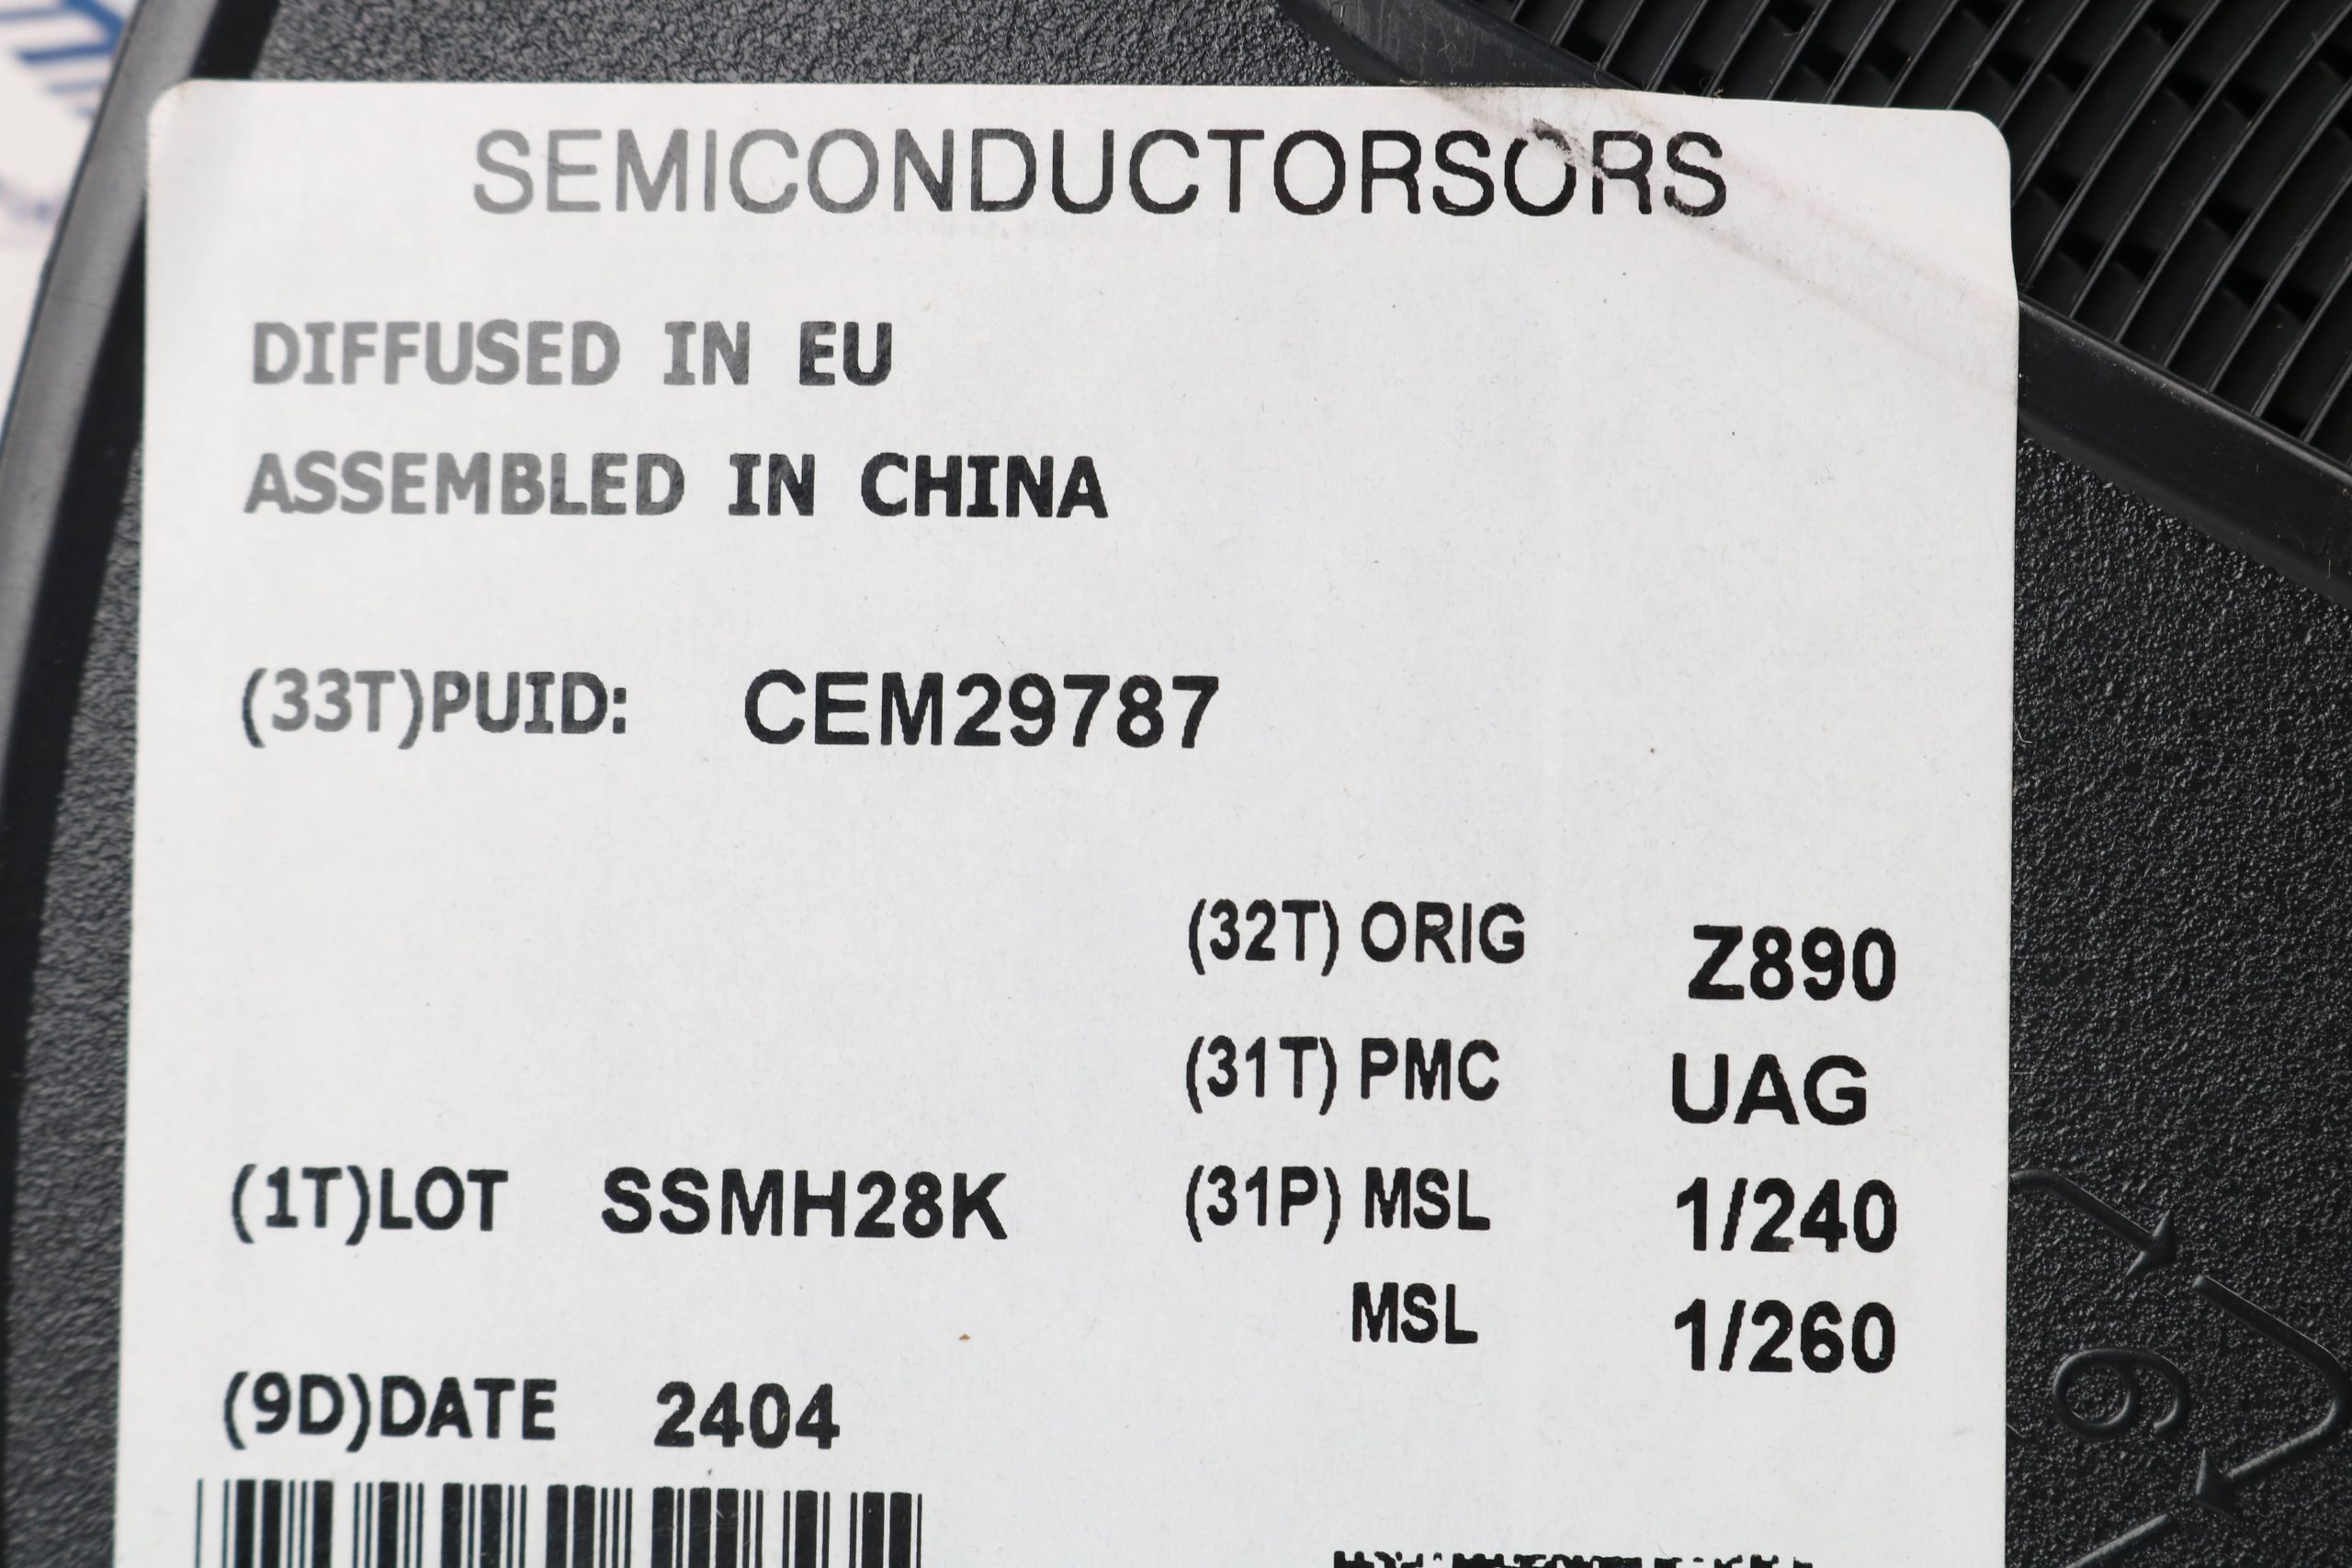 SEMICONDUCTORSORS
DIFFUSED IN EU
ASSEMBLED IN CHINA
(33T)PUID: CEM29787
(32T) ORIG Z890
(31T) PMC UAG
(1T)LOT SSMH28K (31P) MSL 1/240
MSL 1/260
(9D)DATE 2404
9